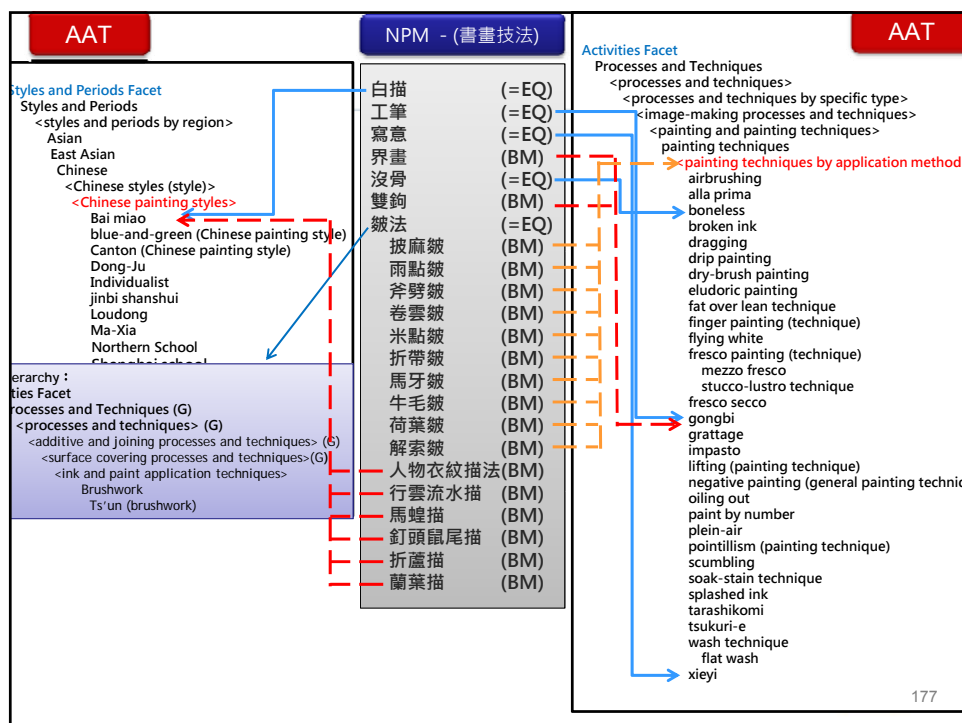 AAT
Styles and Periods Facet
Styles and Periods
<styles and periods by region>
Asian
East Asian
Chinese
<Chinese styles (style)>
<Chinese painting styles>
Bai miao
blue-and-green (Chinese painting style)
Canton (Chinese painting style)
Dong-Ju
Individualist
jinbi shanshui
Loudong
Ma-Xia
Northern School
Shanghai school
erarchy：
ties Facet
rocesses and Techniques (G)
<processes and techniques> (G)
<additive and joining processes and techniques> (G)
<surface covering processes and techniques>(G)
<ink and paint application techniques>
Brushwork
Ts'un (brushwork)
NPM - (書畫技法)
白描 (=EQ)
工筆 (=EQ)
寫意 (=EQ)
界畫 (BM)
沒骨 (=EQ)
雙鉤 (BM)
皴法 (=EQ)
披麻皴 (BM)
雨點皴 (BM)
斧劈皴 (BM)
卷雲皴 (BM)
米點皴 (BM)
折帶皴 (BM)
馬牙皴 (BM)
牛毛皴 (BM)
荷葉皴 (BM)
解索皴 (BM)
人物衣紋描法(BM)
行雲流水描 (BM)
馬蝗描 (BM)
釘頭鼠尾描 (BM)
折蘆描 (BM)
蘭葉描 (BM)
AAT
Activities Facet
Processes and Techniques
<processes and techniques>
<processes and techniques by specific type>
<image-making processes and techniques>
<painting and painting techniques>
painting techniques
<painting techniques by application method
airbrushing
alla prima
boneless
broken ink
dragging
drip painting
dry-brush painting
eludoric painting
fat over lean technique
finger painting (technique)
flying white
fresco painting (technique)
mezzo fresco
stucco-lustro technique
fresco secco
gongbi
grattage
impasto
lifting (painting technique)
negative painting (general painting techniq
oiling out
paint by number
plein-air
pointillism (painting technique)
scumbling
soak-stain technique
splashed ink
tarashikomi
tsukuri-e
wash technique
flat wash
xieyi
177